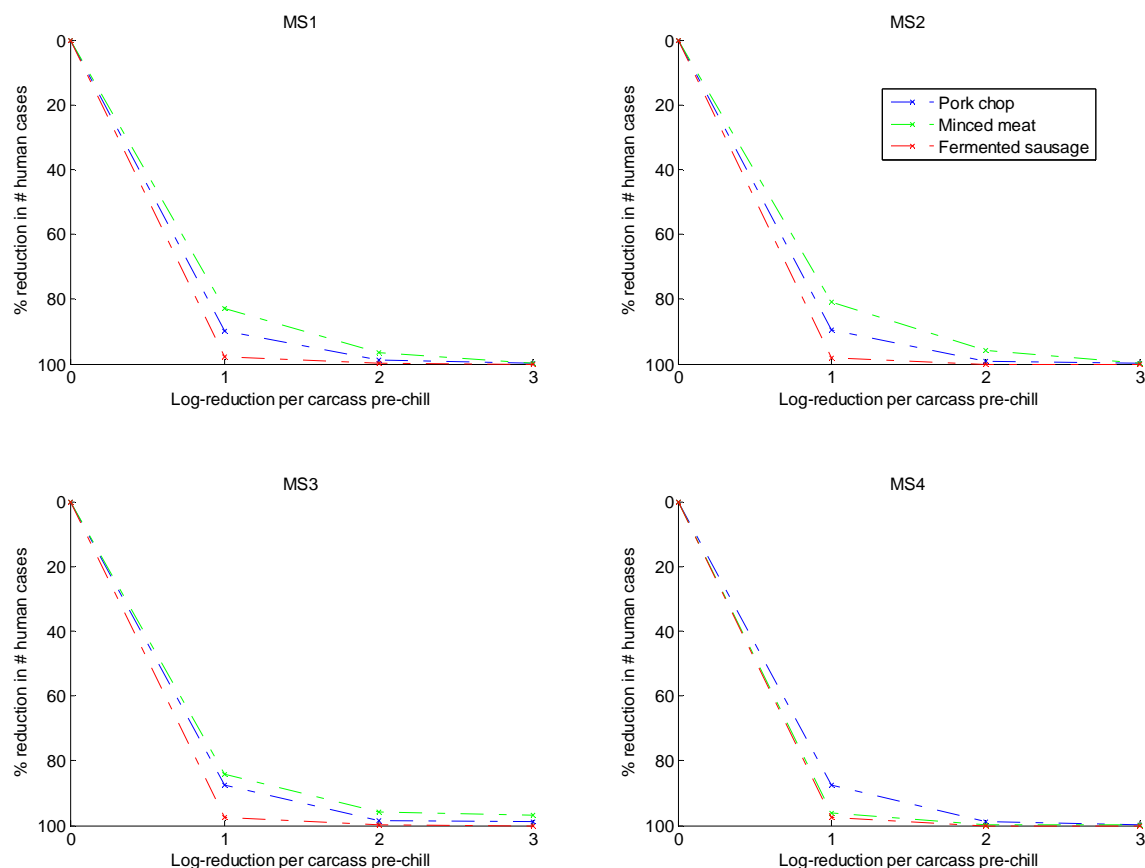 MS1
0
20
40
60
80
100
% reduction in # human cases
0 1 2 3
Log-reduction per carcass pre-chill
MS2
0
20
40
60
80
100
% reduction in # human cases
Pork chop
Minced meat
Fermented sausage
0 1 2 3
Log-reduction per carcass pre-chill
MS3
0
20
40
60
80
100
% reduction in # human cases
0 1 2 3
Log-reduction per carcass pre-chill
MS4
0
20
40
60
80
100
% reduction in # human cases
0 1 2 3
Log-reduction per carcass pre-chill